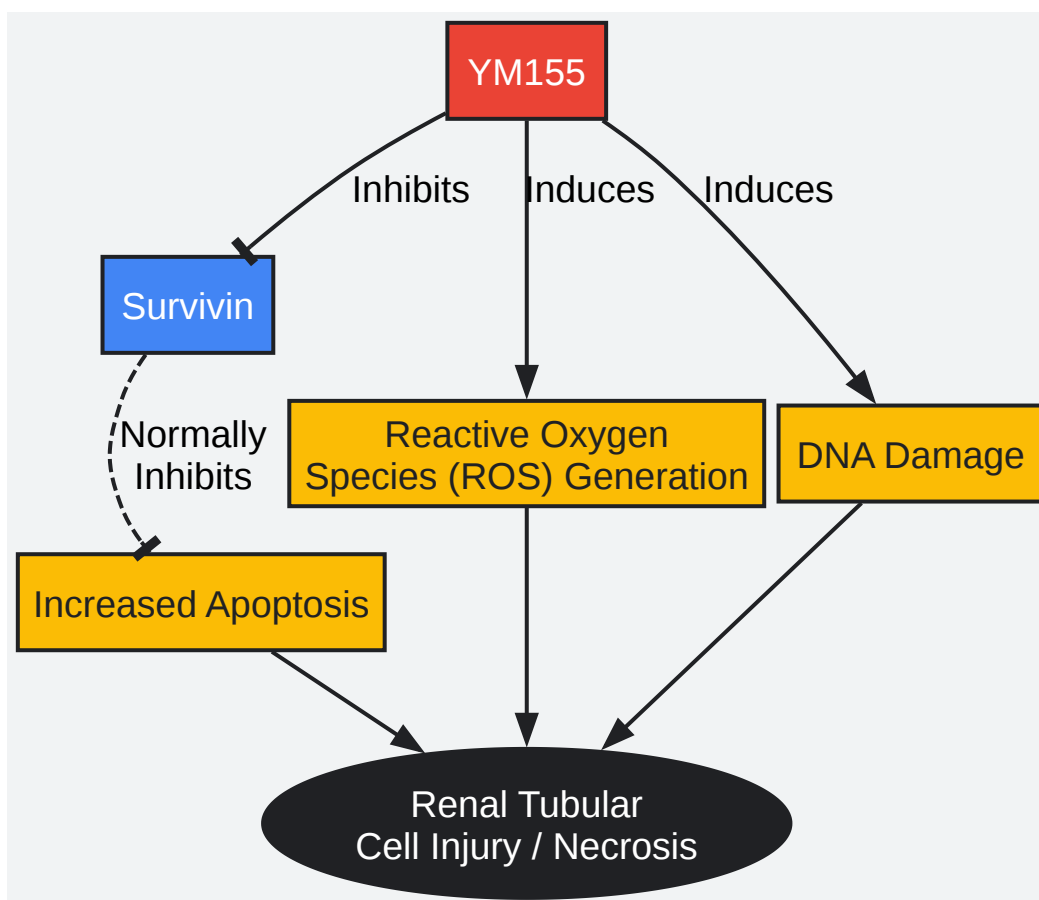 YM155
Inhibits
Induces
Induces
Survivin
Normally
Inhibits
Reactive Oxygen
Species (ROS) Generation
DNA Damage
Increased Apoptosis
Renal Tubular
Cell Injury / Necrosis